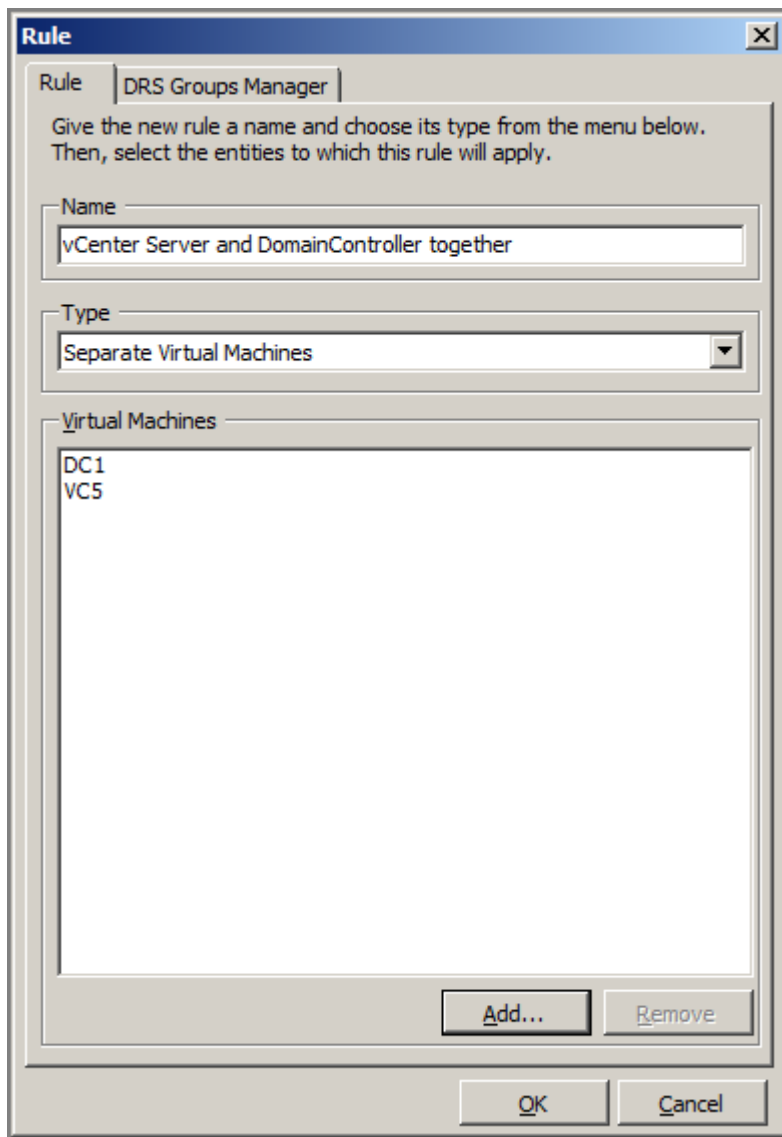 Rule
Rule
DRS Groups Manager
Give the new rule a name and choose its type from the menu below.
Then, select the entities to which this rule will apply.
Name
vCenter Server and DomainController together
Type
Separate Virtual Machines
Virtual Machines
DC1
VC5
Add...
Remove
OK
Cancel